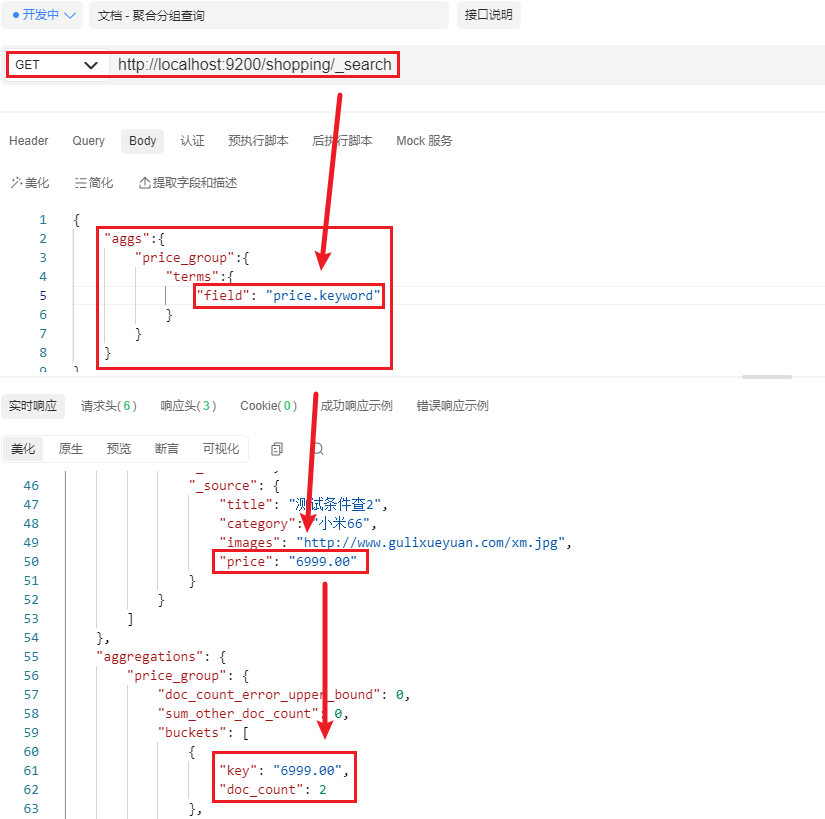 开发中 文档 - 聚合分组查询 接口说明
GET http://localhost:9200/shopping/_search
Header Query Body 认证 预执行脚本 后执行脚本 Mock 服务
美化 简化 提取字段和描述
1 {
2 "aggs":{
3 "price_group":{
4 "terms":{
5 "field": "price.keyword"
6 }
7 }
8 }
9 }
实时响应 请求头(6) 响应头(3) Cookie(0) 成功响应示例 错误响应示例
美化 原生 预览 断言 可视化
46 "_source": {
47 "title": "测试条件查2",
48 "category": "小米66",
49 "images": "http://www.gulixueyuan.com/xm.jpg",
50 "price": "6999.00"
51 }
52 }
53 ]
54 },
55 "aggregations": {
56 "price_group": {
57 "doc_count_error_upper_bound": 0,
58 "sum_other_doc_count": 0,
59 "buckets": [
60 {
61 "key": "6999.00",
62 "doc_count": 2
63 },